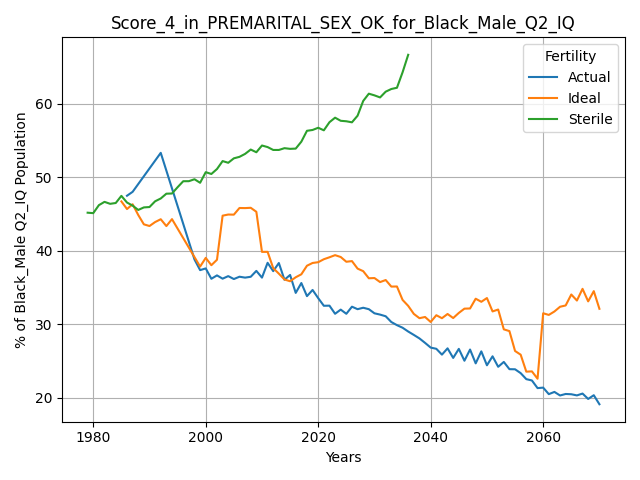 Score_4_in_PREMARITAL_SEX_OK_for_Black_Male_Q2_IQ
% of Black_Male Q2_IQ Population
60
50
40
30
20
Fertility
Actual
Ideal
Sterile
1980
2000
2020
2040
2060
Years